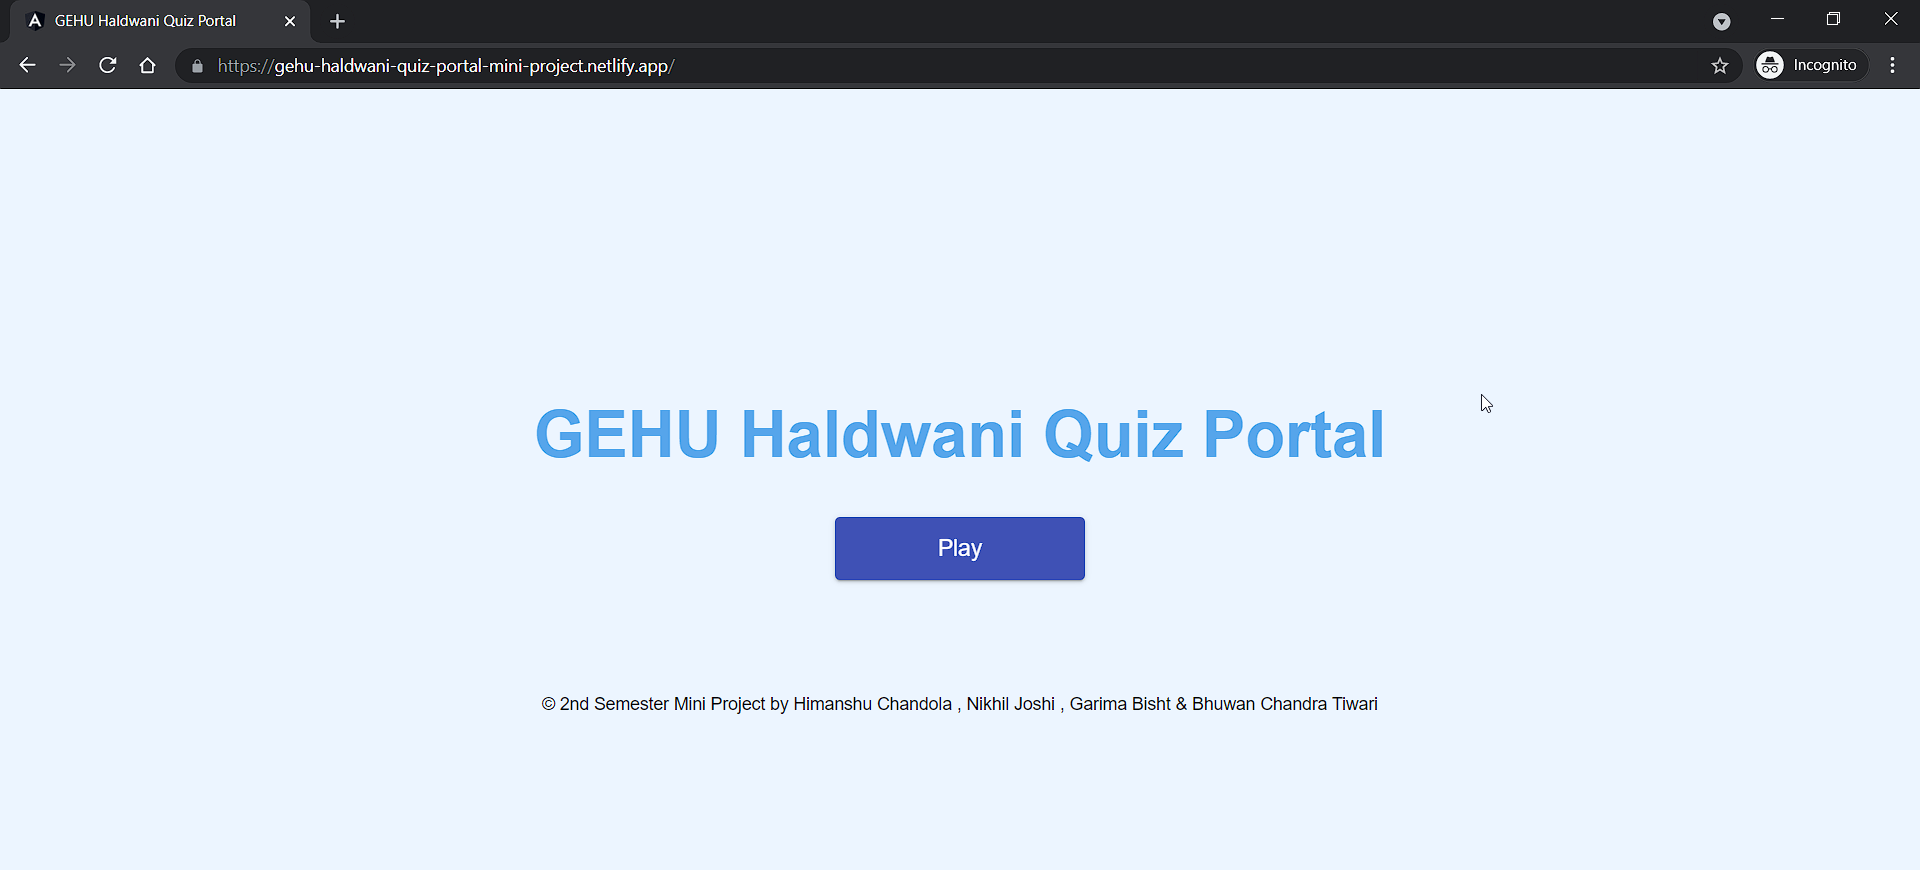 GEHU Haldwani Quiz Portal
https://gehu-haldwani-quiz-portal-mini-project.netlify.app/
Incognito
GEHU Haldwani Quiz Portal
Play
© 2nd Semester Mini Project by Himanshu Chandola , Nikhil Joshi , Garima Bisht & Bhuwan Chandra Tiwari